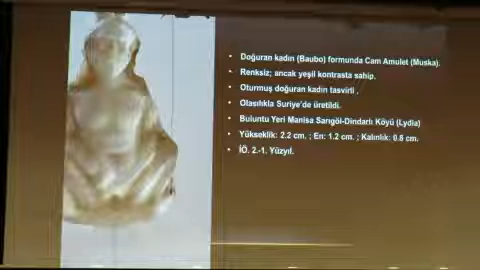 Doğuran kadın (Baubo) formunda Cam Amulet (Muska).
Renksiz; ancak yeşil kontrasta sahip.
Oturmuş doğuran kadın tasviri.
Olasılıkla Suriye'de üretildi.
Buluntu Yeri Manisa Sarıgöl-Dindarlı Köyü (Lydia)
Yükseklik: 2.2 cm. ; En: 1.2 cm. ; Kalınlık: 0.8 cm.
İÖ. 2.-1. Yüzyıl.